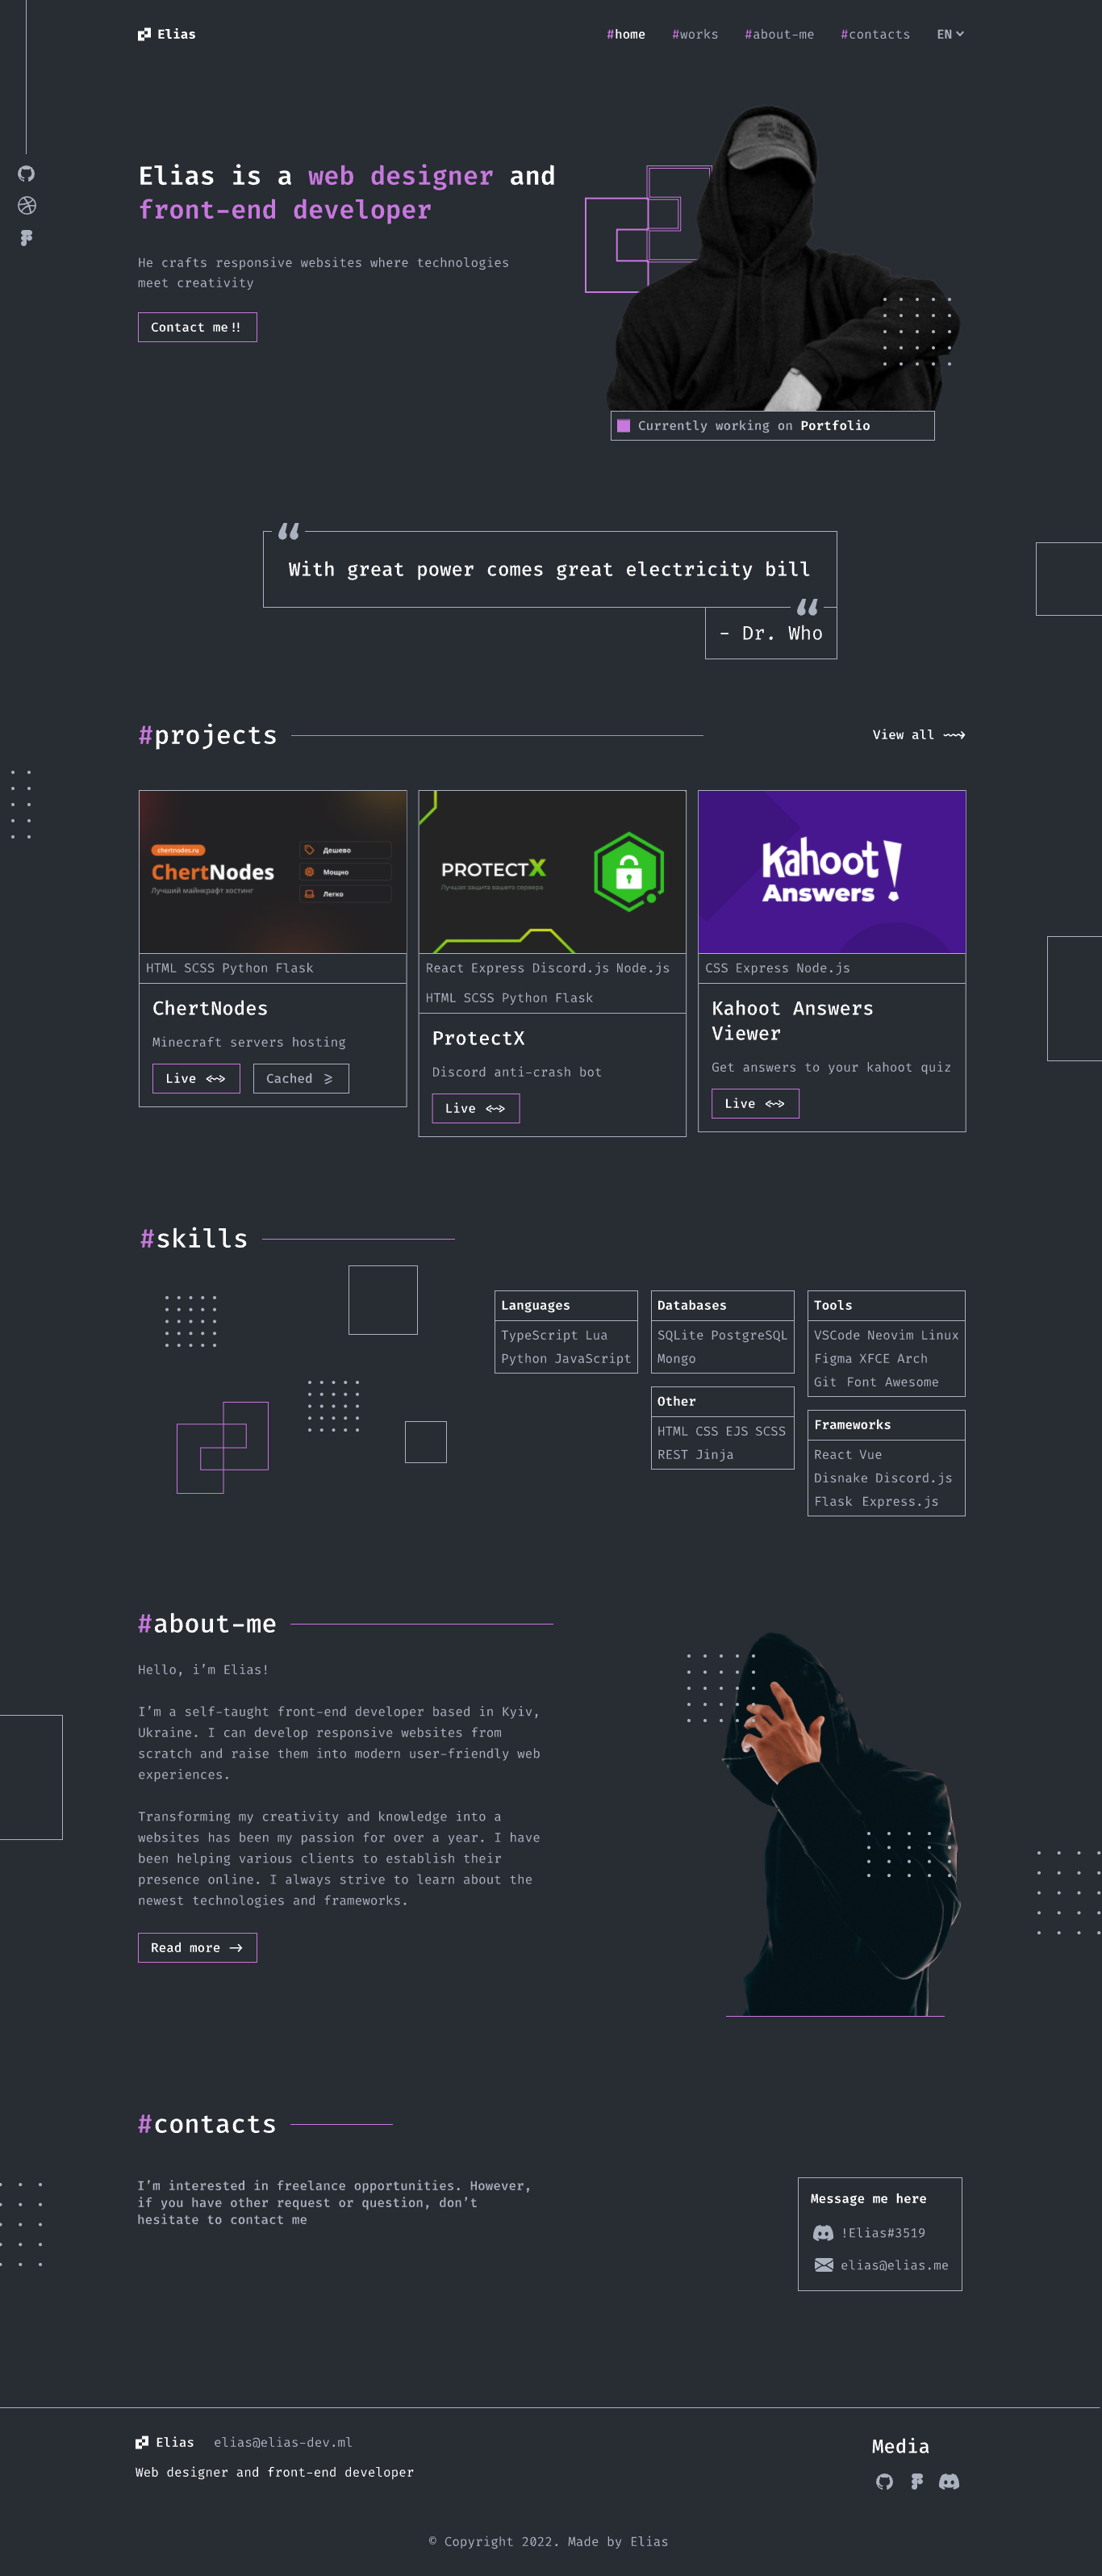 Elias
#home
#works
#about-me
#contacts
EN
Elias is a web designer and
front-end developer
He crafts responsive websites where technologies
meet creativity
Contact me!!
Currently working on Portfolio
With great power comes great electricity bill
- Dr. Who
#projects
View all ~~>
chertnodes.ru
ChertNodes
Лучший майнкрафт хостинг
Дешево
Мощно
Легко
HTML SCSS Python Flask
ChertNodes
Minecraft servers hosting
Live <~>
Cached >=
PROTECTX
Лучшая защита вашего сервера
React Express Discord.js Node.js
HTML SCSS Python Flask
ProtectX
Discord anti-crash bot
Live <~>
Kahoot!
Answers
CSS Express Node.js
Kahoot Answers
Viewer
Get answers to your kahoot quiz
Live <~>
#skills
Languages
TypeScript Lua
Python JavaScript
Databases
SQLite PostgreSQL
Mongo
Other
HTML CSS EJS SCSS
REST Jinja
Tools
VSCode Neovim Linux
Figma XFCE Arch
Git Font Awesome
Frameworks
React Vue
Disnake Discord.js
Flask Express.js
#about-me
Hello, i’m Elias!
I’m a self-taught front-end developer based in Kyiv,
Ukraine. I can develop responsive websites from
scratch and raise them into modern user-friendly web
experiences.
Transforming my creativity and knowledge into a
websites has been my passion for over a year. I have
been helping various clients to establish their
presence online. I always strive to learn about the
newest technologies and frameworks.
Read more ->
#contacts
I’m interested in freelance opportunities. However,
if you have other request or question, don’t
hesitate to contact me
Message me here
!Elias#3519
elias@elias.me
Elias
elias@elias-dev.ml
Web designer and front-end developer
Media
© Copyright 2022. Made by Elias